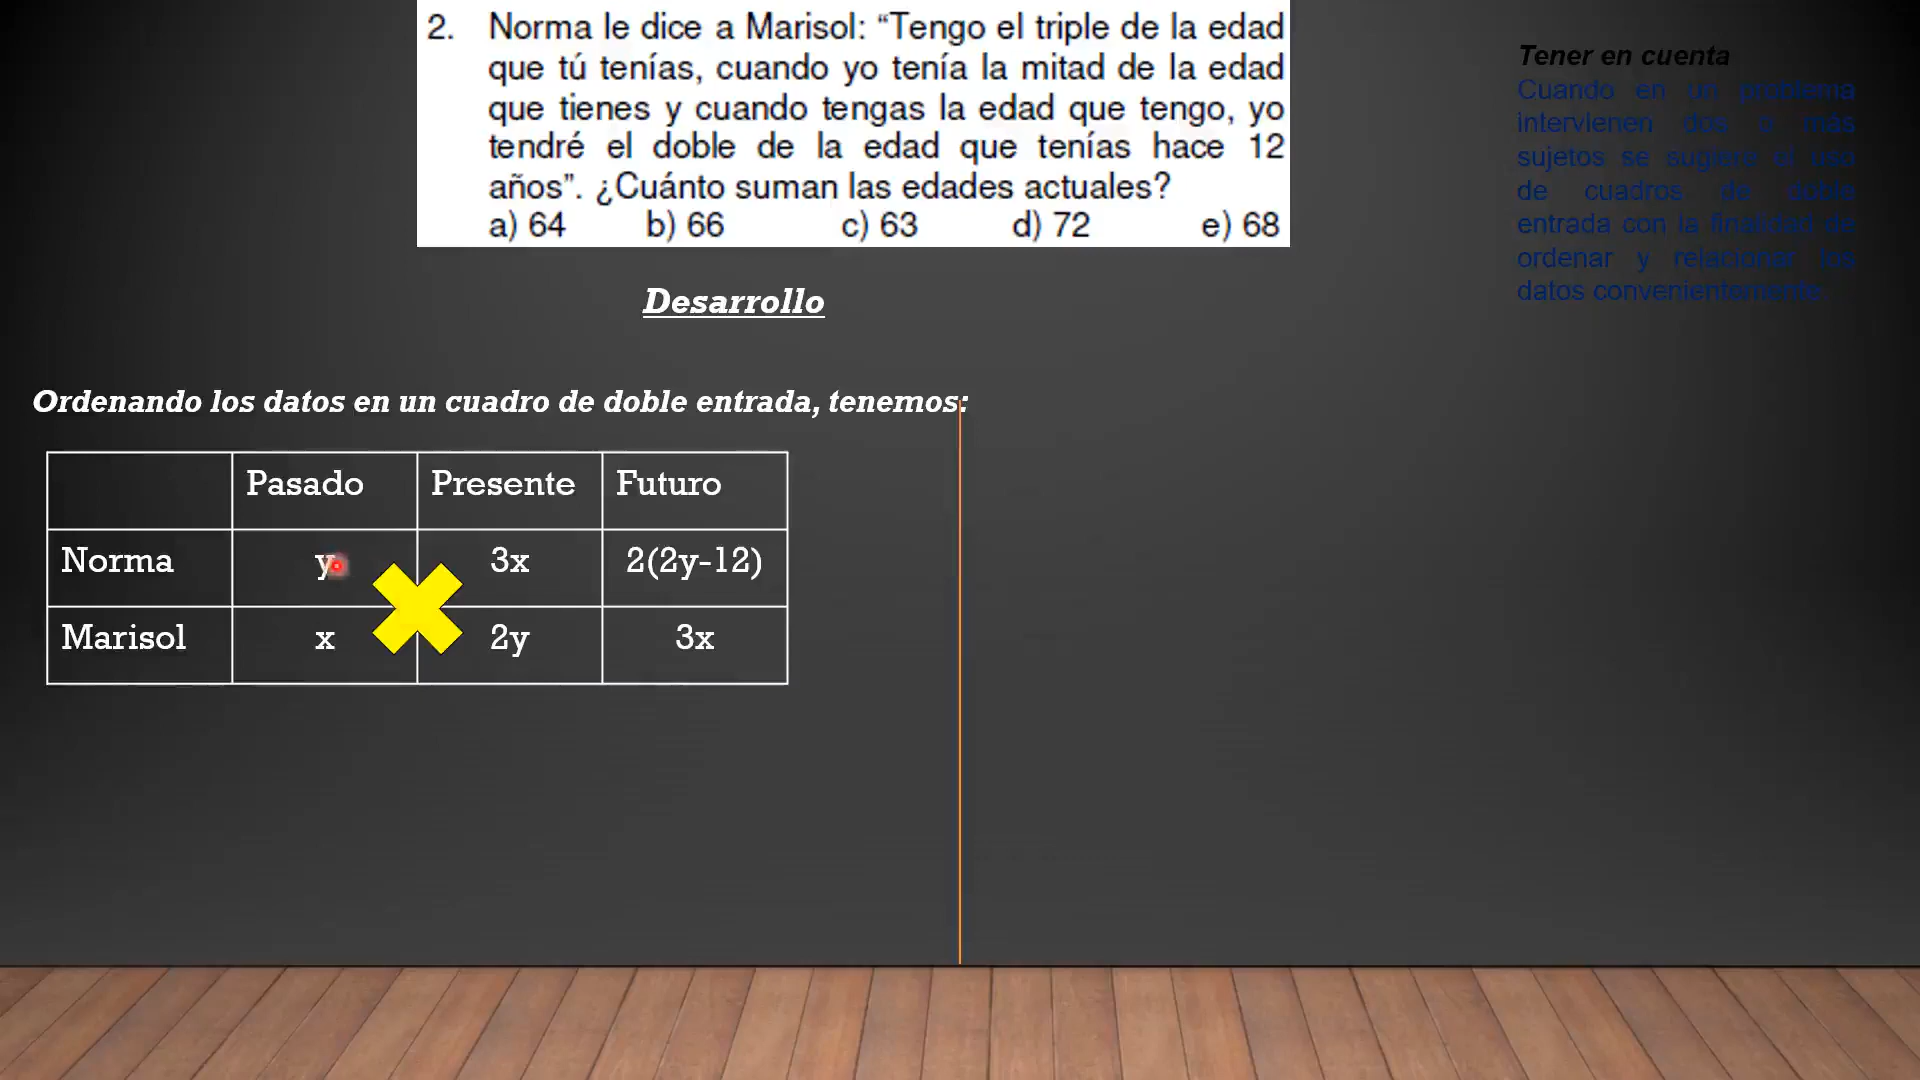 2. Norma le dice a Marisol: “Tengo el triple de la edad
que tú tenías, cuando yo tenía la mitad de la edad
que tienes y cuando tengas la edad que tengo, yo
tendré el doble de la edad que tenías hace 12
años”. ¿Cuánto suman las edades actuales?
a) 64 b) 66 c) 63 d) 72 e) 68
Tener en cuenta
Cuando en un problema
intervienen dos o más
sujetos se sugiere el uso
de cuadros de doble
entrada con la finalidad de
ordenar y relacionar los
datos convenientemente.
Desarrollo
Ordenando los datos en un cuadro de doble entrada, tenemos:
Pasado Presente Futuro
Norma y 3x 2(2y-12)
Marisol x 2y 3x